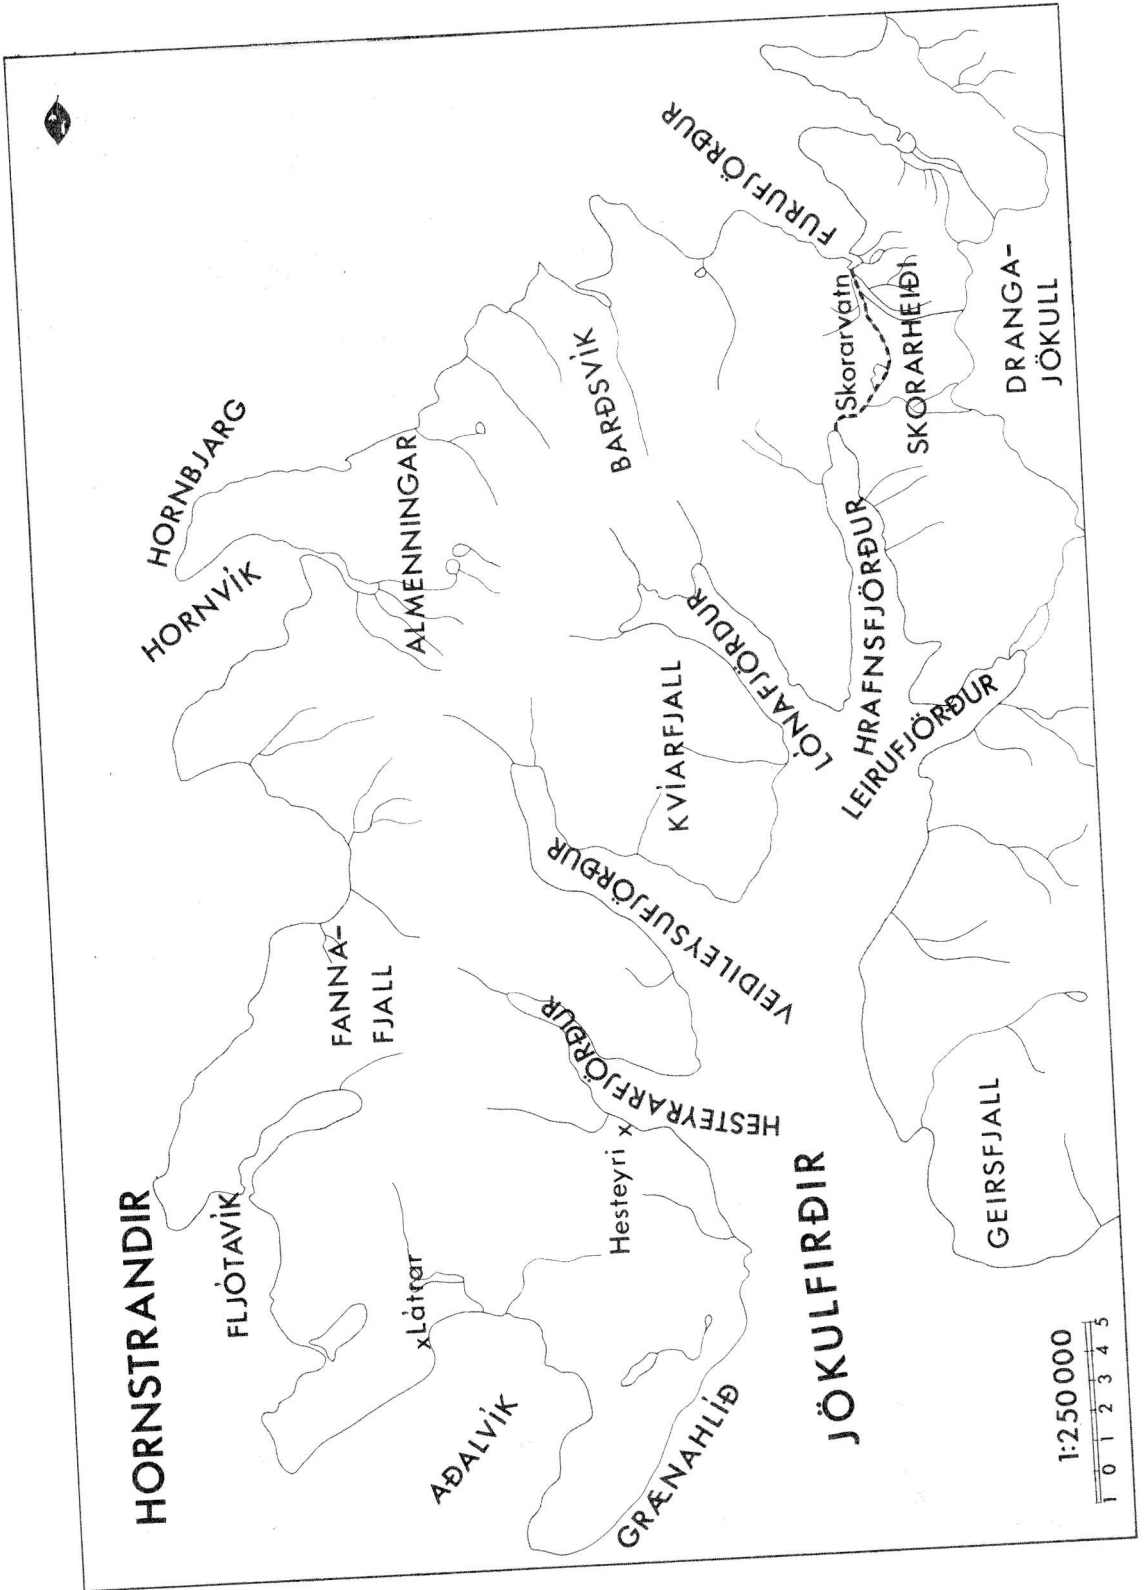 HORNSTRANDIR
HORNBJARG
HORNVÍK
FLJÓTAVÍK
FANNA-
FJALL
ALMENNINGAR
xLátrar
AÐALVÍK
BARÐSVÍK
FURUFJÖRÐUR
Hesteyri x
HESTEYRARFJÖRÐUR
VEIDILEYSUFJÖRÐUR
KVÍARFJALL
LÓNAFJÖRÐUR
GRÆNAHLÍÐ
JÖKULFIRÐIR
HRAFNSFJÖRÐUR
Skorarvatn
SKORARHEIÐI
LEIRUFJÖRÐUR
GEIRSFJALL
DRANGA-
JÖKULL
1:250000
1 0 1 2 3 4 5